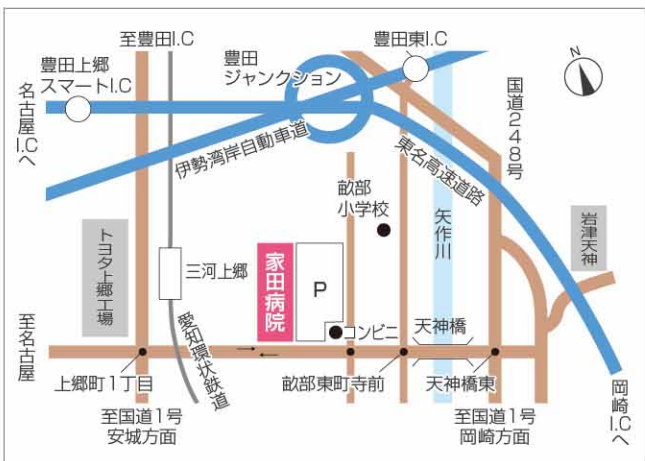 至豊田I.C
豊田東I.C
N
豊田上郷
スマートI.C
豊田
ジャンクション
名古屋
I.Cへ
国道248号
伊勢湾岸自動車道
東名高速道路
畝部
小学校
矢作川
岩津天神
トヨタ上郷工場
三河上郷
家田病院
P
コンビニ
天神橋
愛知環状鉄道
至名古屋
上郷町1丁目
畝部東町寺前
天神橋東
岡崎
I.Cへ
至国道1号
安城方面
至国道1号
岡崎方面